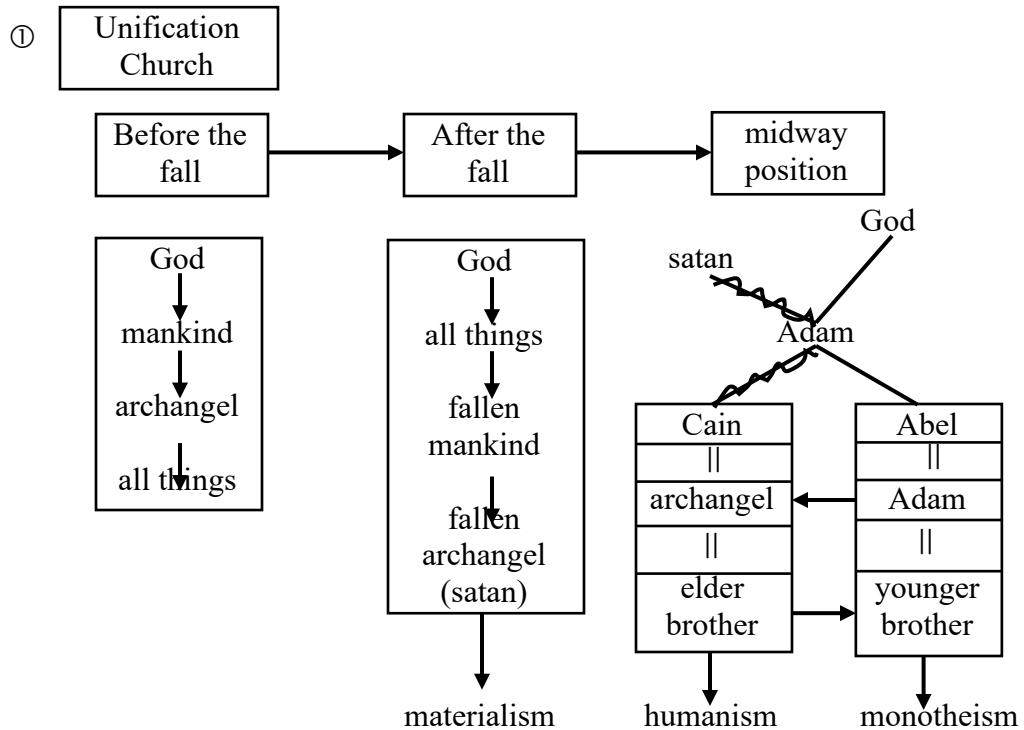 ①
Unification
Church
Before the
fall
After the
fall
midway
position
God
mankind
archangel
all things
God
all things
fallen
mankind
fallen
archangel
(satan)
materialism
God
satan
Adam
Cain
||
archangel
||
elder
brother
humanism
Abel
||
Adam
||
younger
brother
monotheism